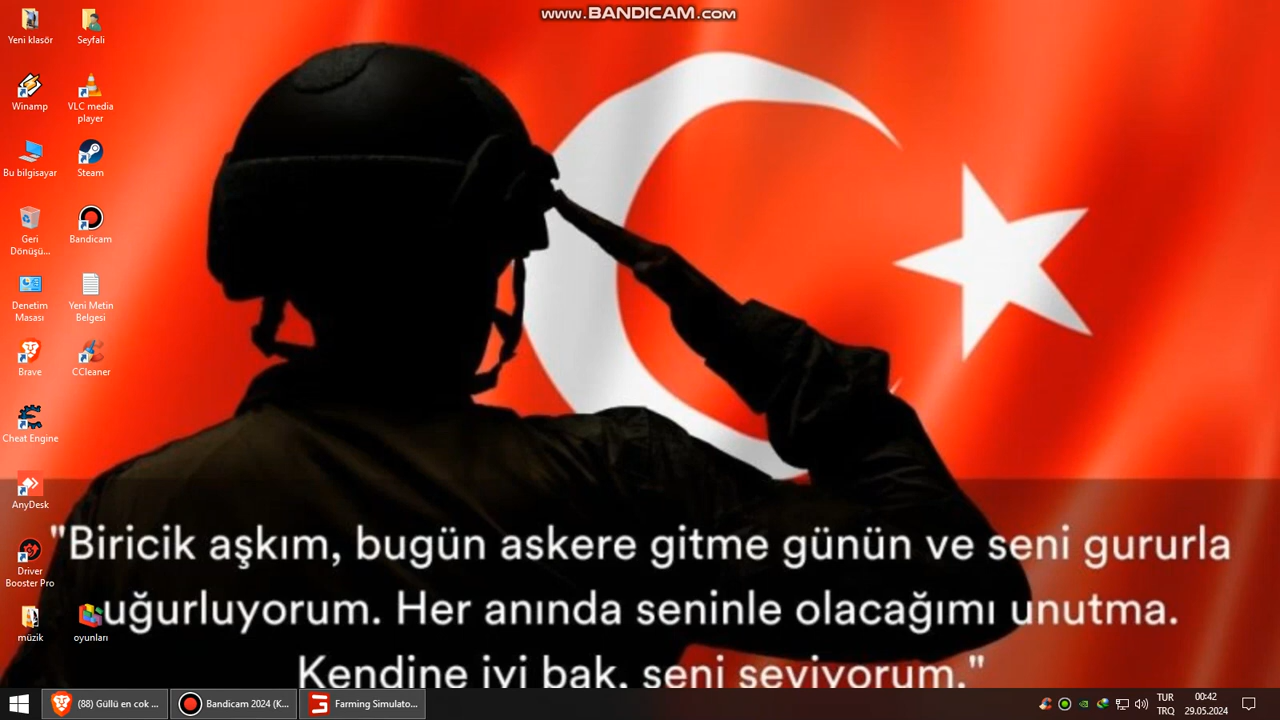 www.BANDICAM.com
Yeni klasör
Seyfali
Winamp
VLC media
player
Bu bilgisayar
Steam
Geri
Dönüşü...
Bandicam
Denetim
Masası
Yeni Metin
Belgesi
Brave
CCleaner
Cheat Engine
AnyDesk
Driver
Booster Pro
müzik
oyunları
"Biricik aşkım, bugün askere gitme günün ve seni gururla
uğurluyorum. Her anında seninle olacağımı unutma.
Kendine iyi bak, seni seviyorum."
(88) Güllü en cok ...
Bandicam 2024 (K...
Farming Simulato...
TUR
TRQ
00:42
29.05.2024